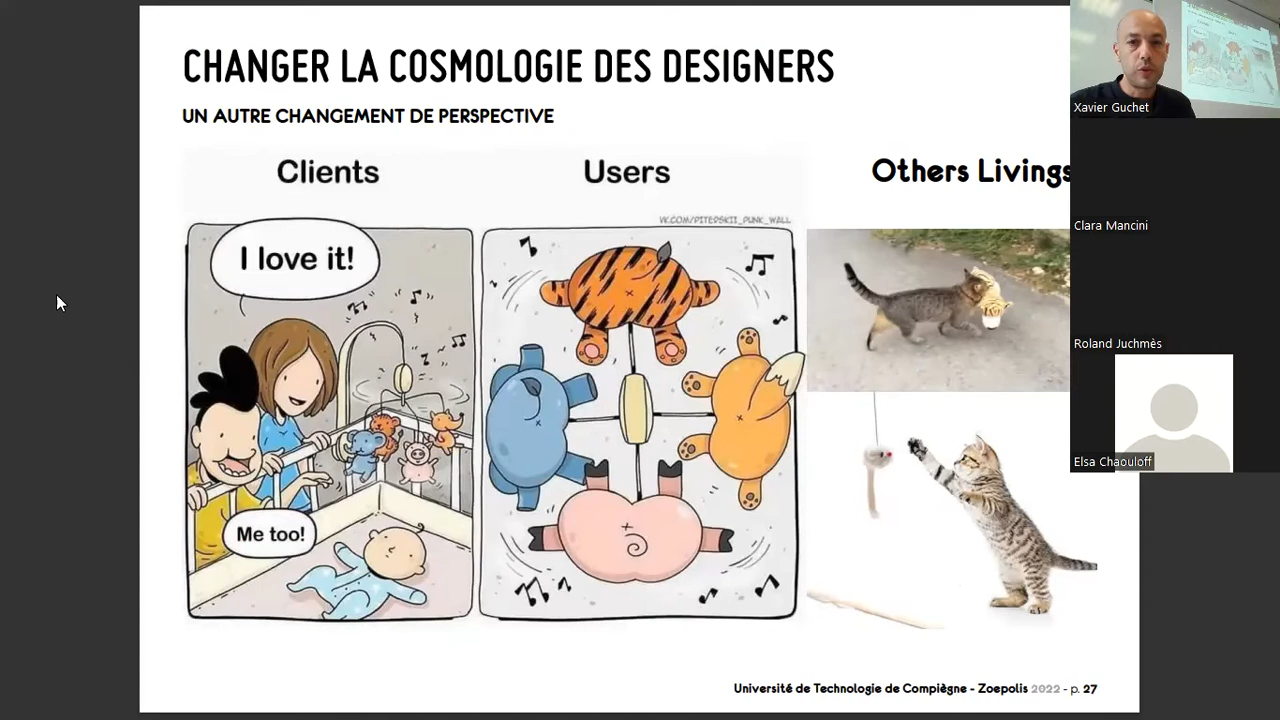 CHANGER LA COSMOLOGIE DES DESIGNERS
UN AUTRE CHANGEMENT DE PERSPECTIVE
Clients
Users
Others Livings
VK.COM/PITERSKII_PUNK_WALL
I love it!
Me too!
Université de Technologie de Compiègne - Zoepolis 2022 - p. 27
Xavier Guchet
Clara Mancini
Roland Juchmès
Elsa Chaouloff